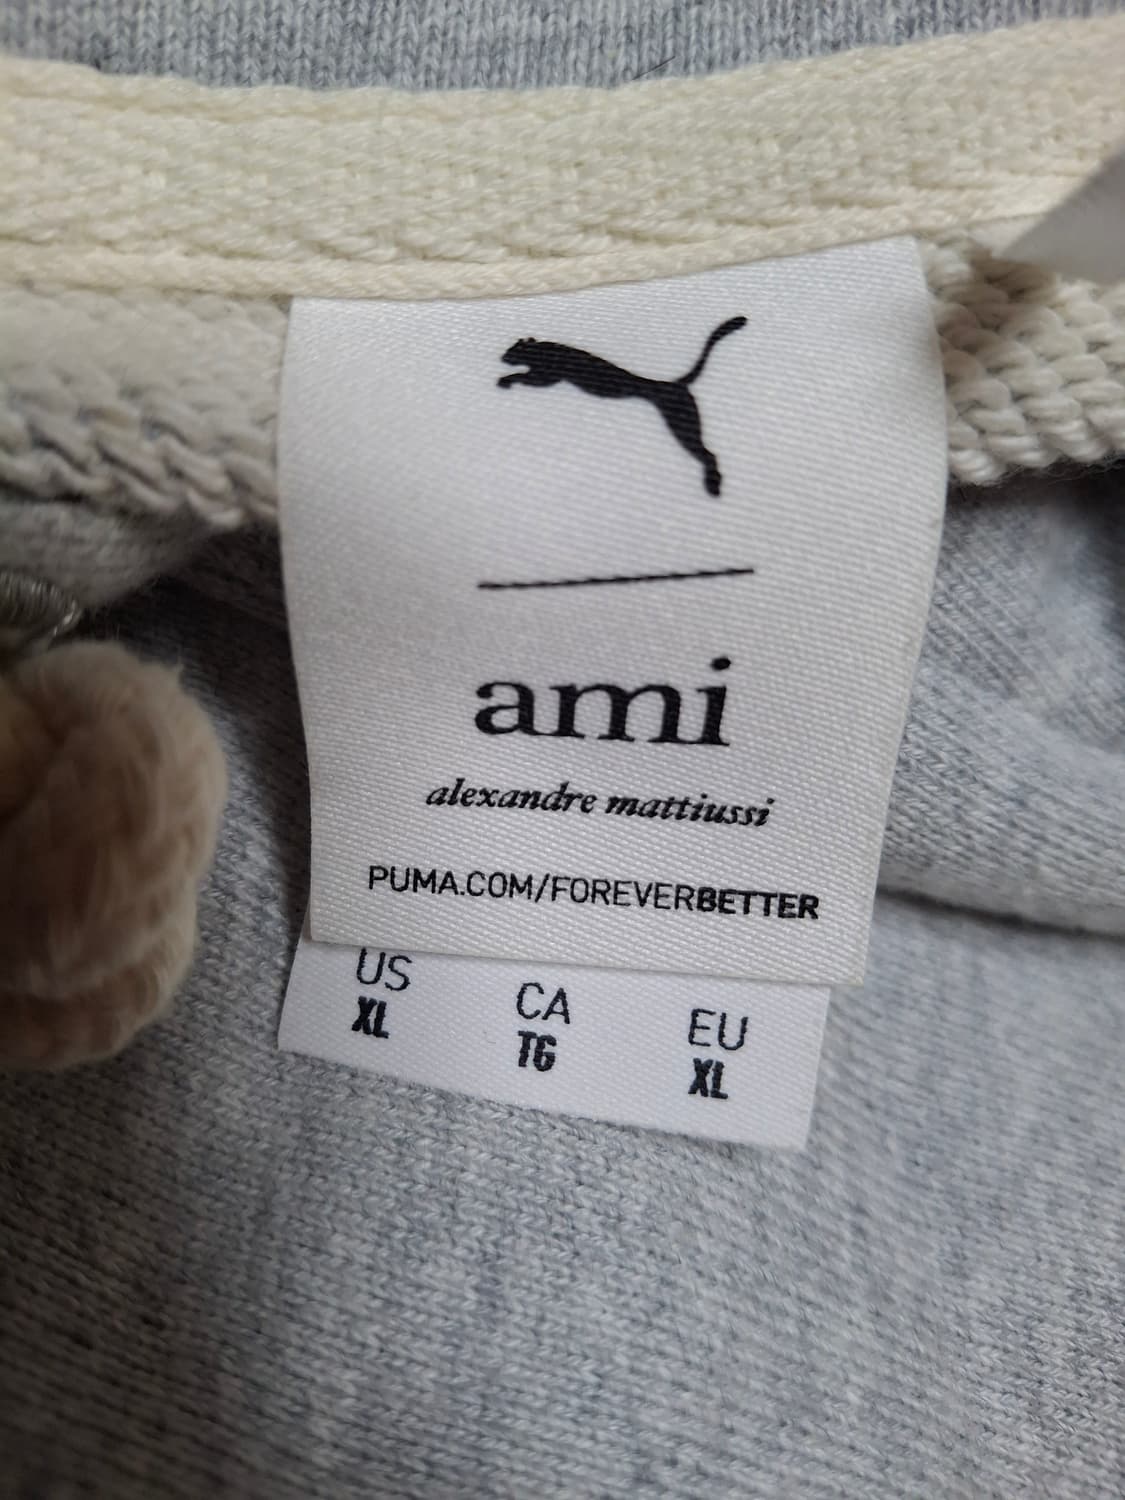 ami
alexandre mattiussi
PUMA.COM/FOREVERBETTER
US CA EU
XL TG XL